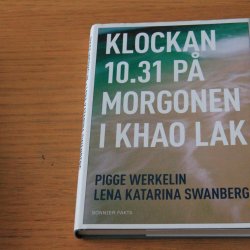 KLOCKAN
10.31 PÅ
MORGONEN
I KHAO LAK
PIGGE WERKELIN
LENA KATARINA SWANBERG
BONNIER FAKTA